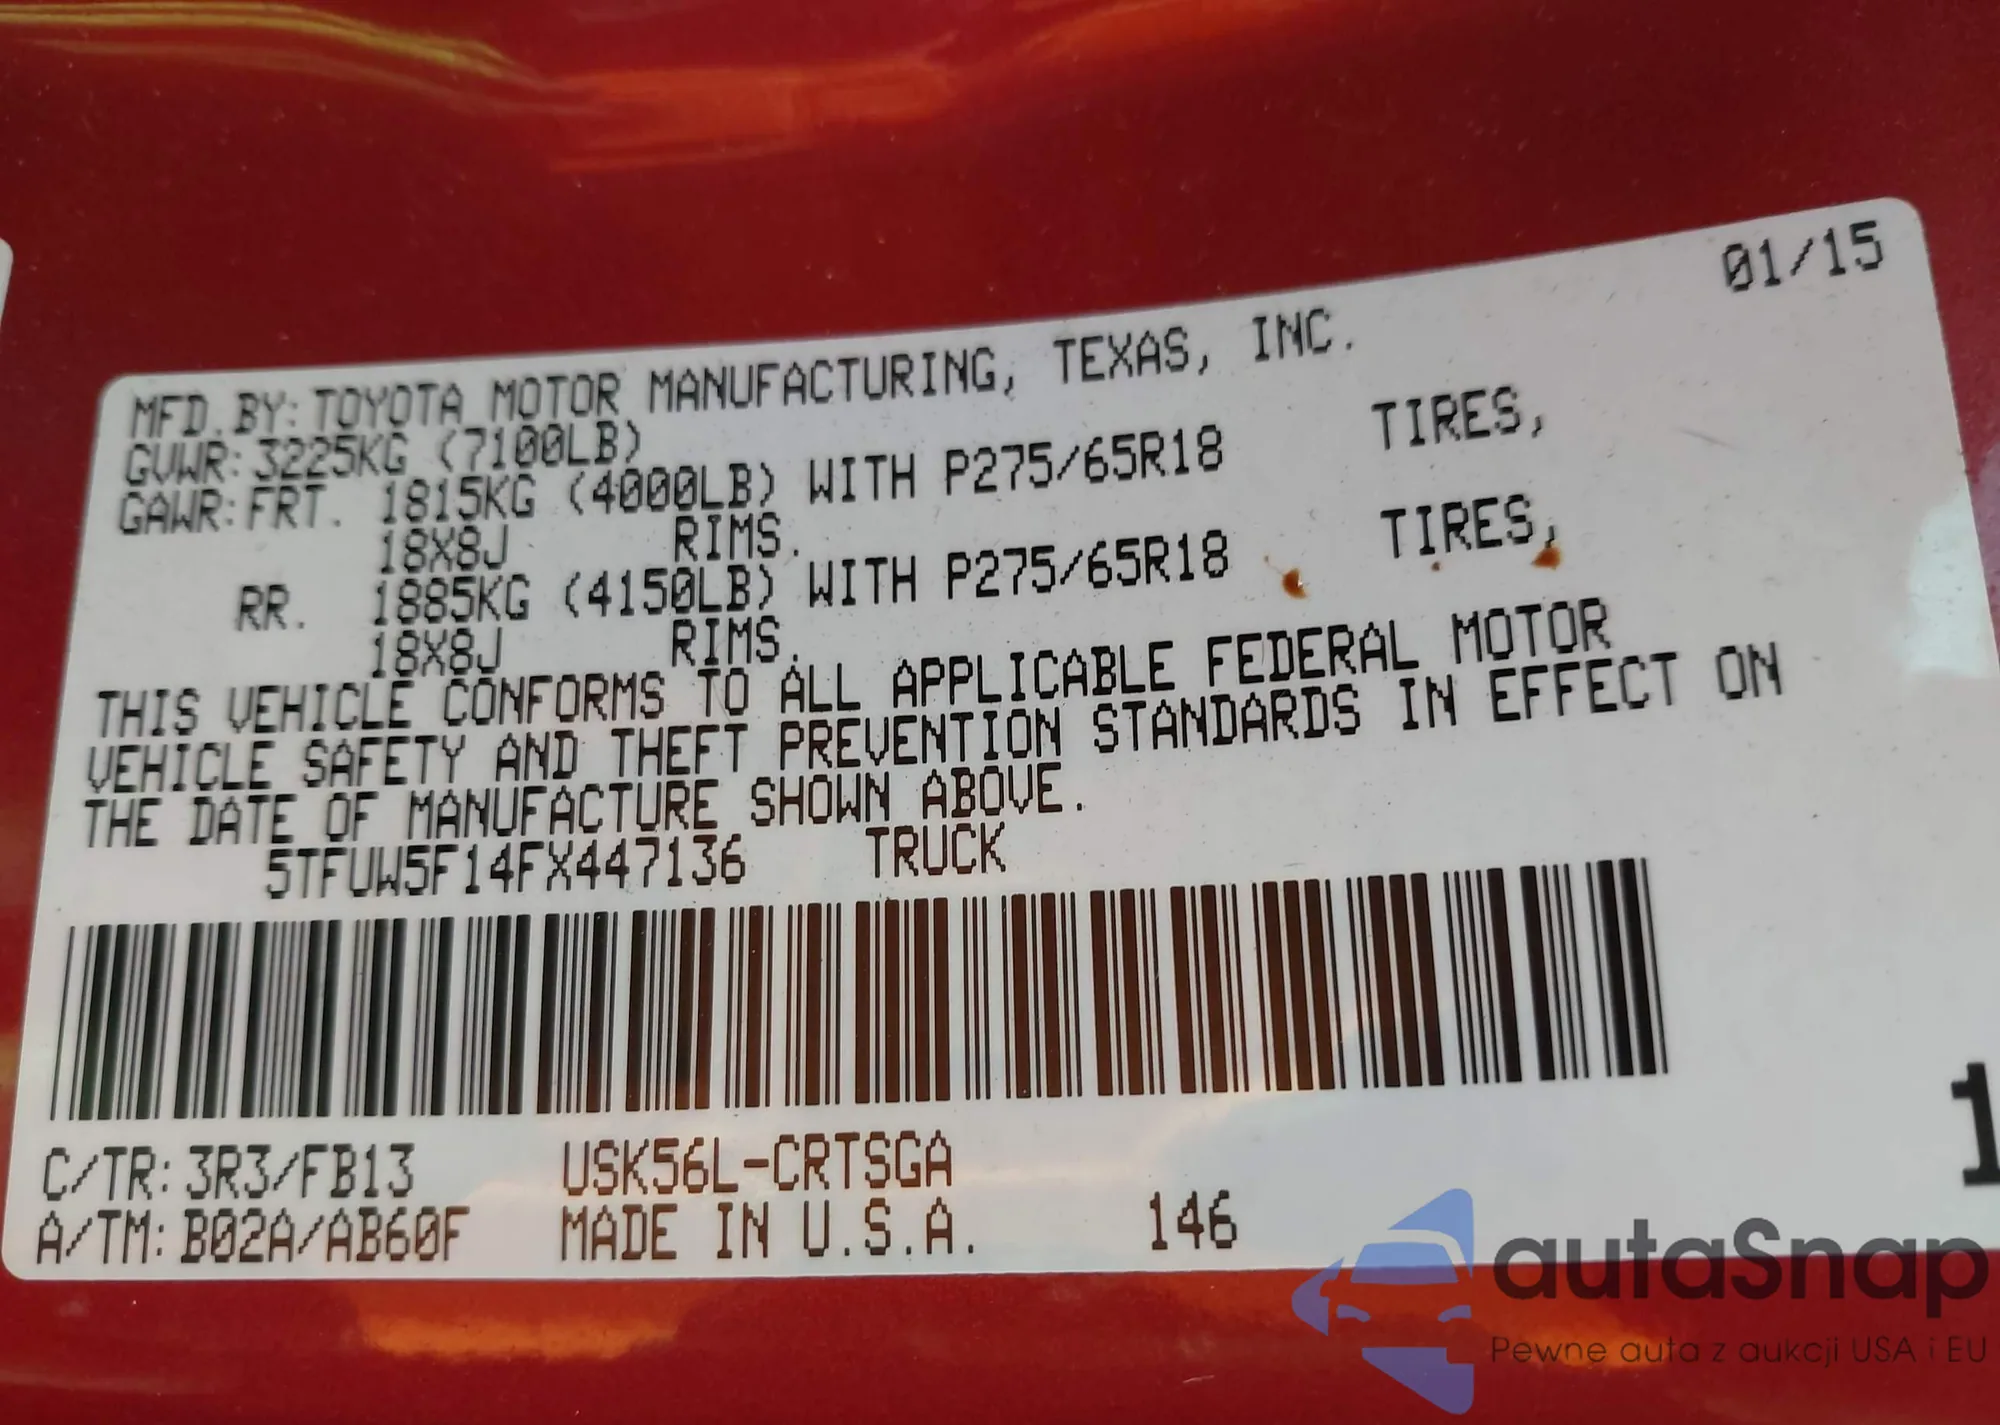 01/15
MFD.BY:TOYOTA MOTOR MANUFACTURING, TEXAS, INC.
GVWR:3225KG (7100LB)
GAWR:FRT. 1815KG (4000LB) WITH P275/65R18 TIRES,
18X8J RIMS.
RR. 1885KG (4150LB) WITH P275/65R18 TIRES,
18X8J RIMS.
THIS VEHICLE CONFORMS TO ALL APPLICABLE FEDERAL MOTOR
VEHICLE SAFETY AND THEFT PREVENTION STANDARDS IN EFFECT ON
THE DATE OF MANUFACTURE SHOWN ABOVE.
5TFUW5F14FX447136 TRUCK
C/TR:3R3/FB13 USK56L-CRTSGA
A/TM:B02A/AB60F MADE IN U.S.A. 146
1
autaSnap
Pewne auta z aukcji USA i EU